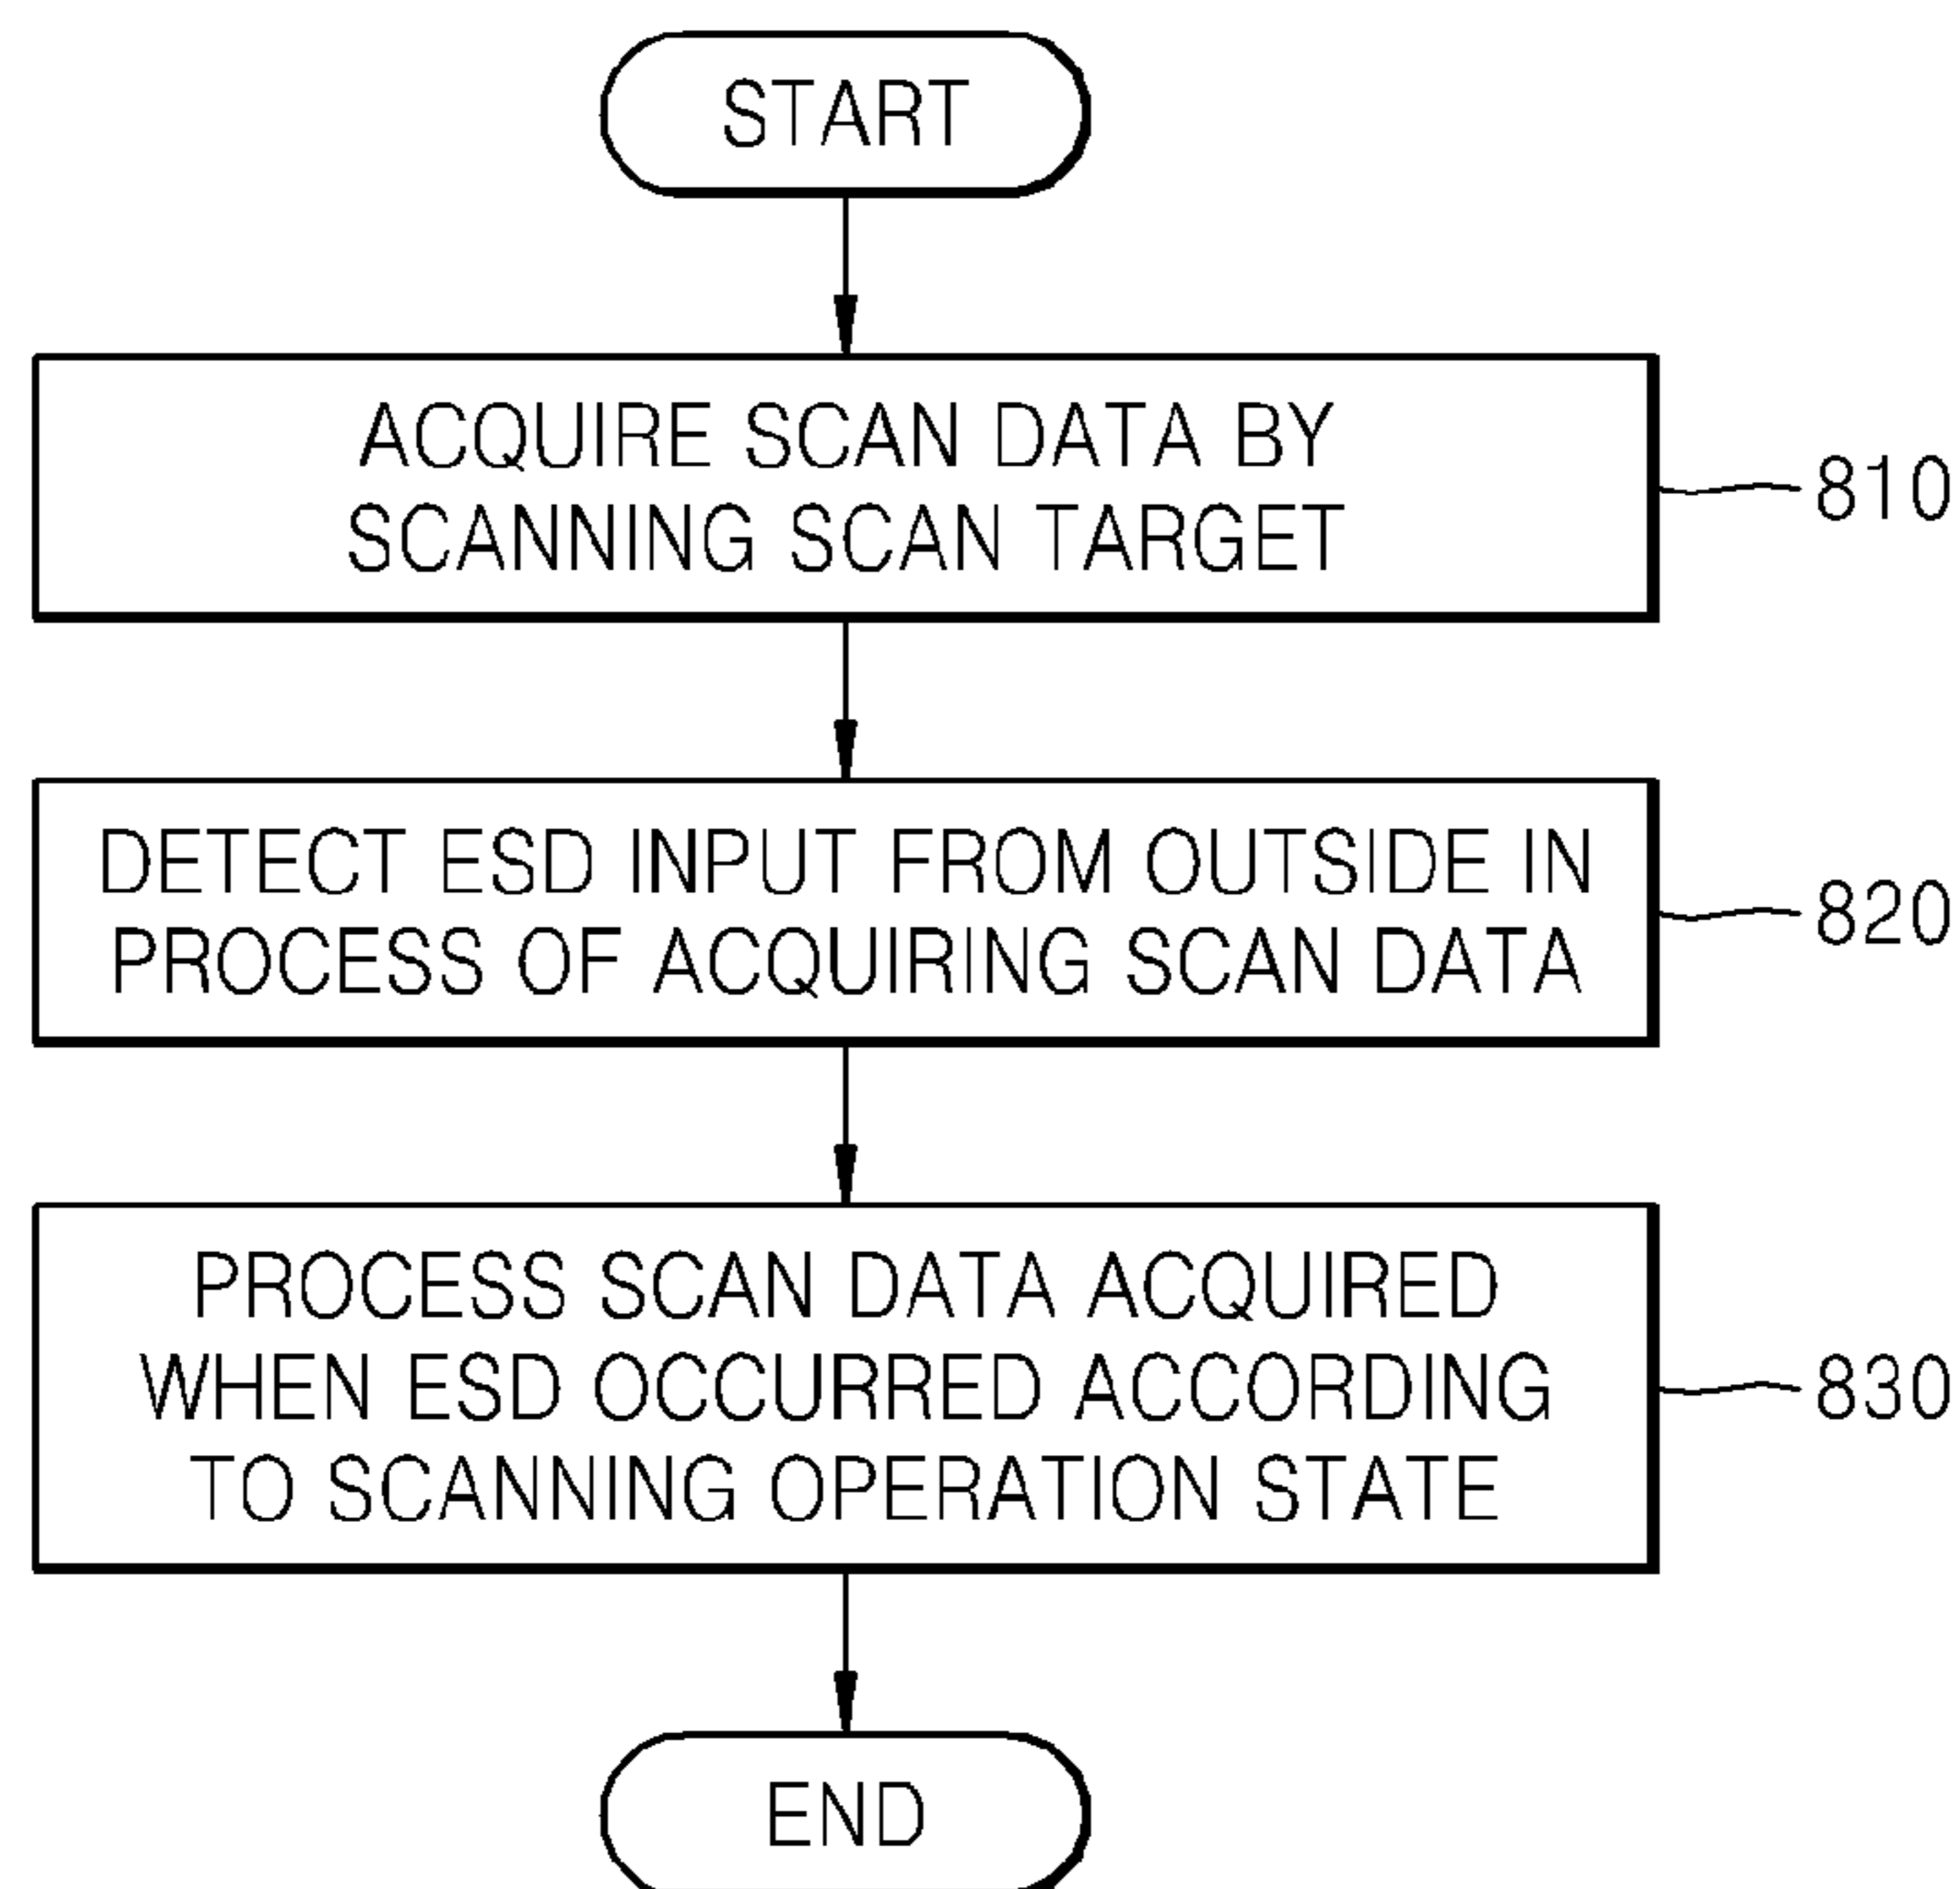 START
ACQUIRE SCAN DATA BY
SCANNING SCAN TARGET
810
DETECT ESD INPUT FROM OUTSIDE IN
PROCESS OF ACQUIRING SCAN DATA
820
PROCESS SCAN DATA ACQUIRED
WHEN ESD OCCURRED ACCORDING
TO SCANNING OPERATION STATE
830
END